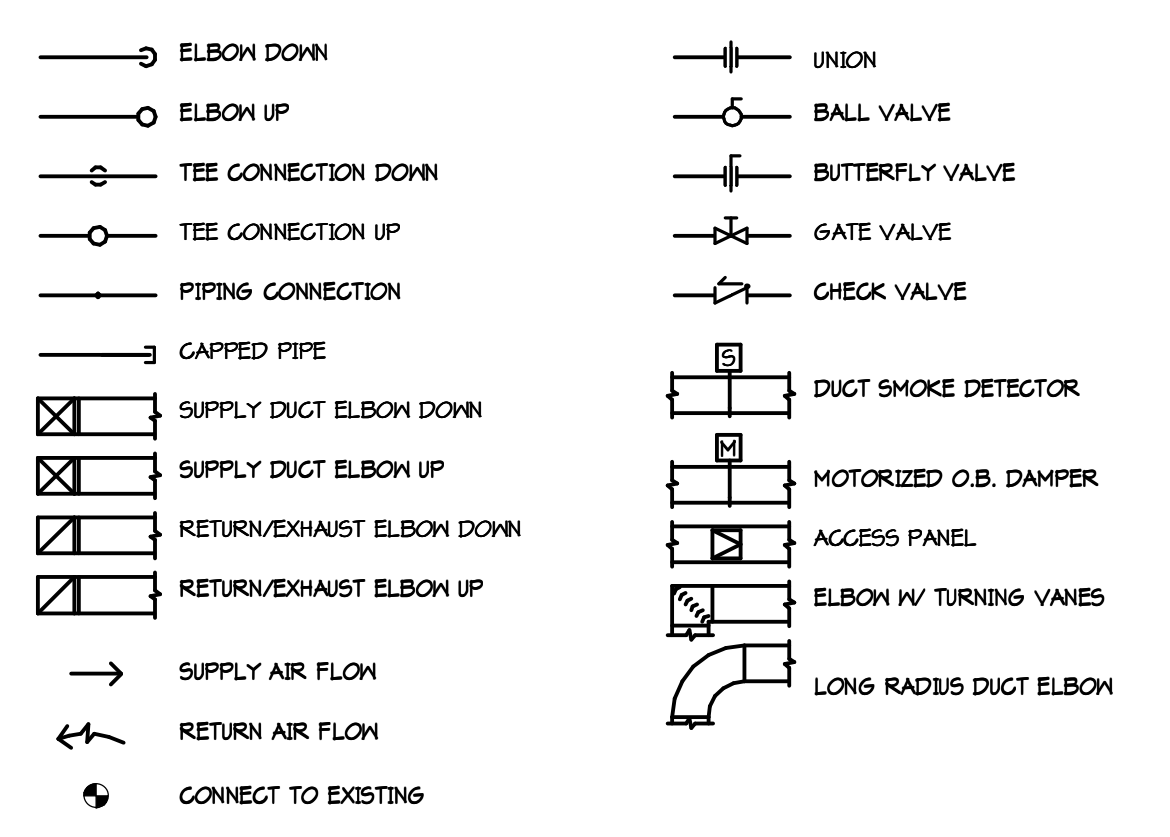 ELBOW DOWN
ELBOW UP
TEE CONNECTION DOWN
TEE CONNECTION UP
PIPING CONNECTION
CAPPED PIPE
SUPPLY DUCT ELBOW DOWN
SUPPLY DUCT ELBOW UP
RETURN/EXHAUST ELBOW DOWN
RETURN/EXHAUST ELBOW UP
SUPPLY AIR FLOW
RETURN AIR FLOW
CONNECT TO EXISTING
UNION
BALL VALVE
BUTTERFLY VALVE
GATE VALVE
CHECK VALVE
S
DUCT SMOKE DETECTOR
M
MOTORIZED O.B. DAMPER
ACCESS PANEL
ELBOW W/ TURNING VANES
LONG RADIUS DUCT ELBOW